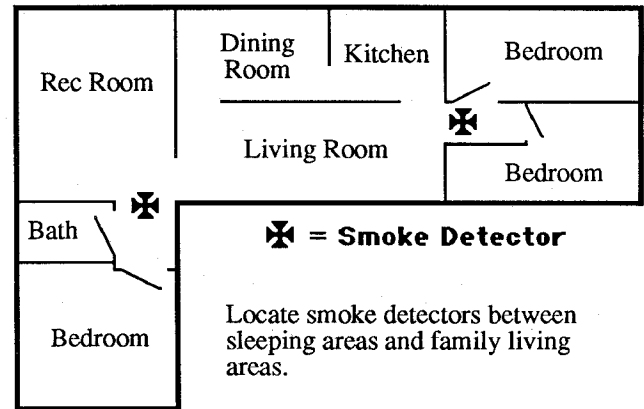 Rec Room
Dining
Room
Kitchen
Bedroom
Living Room
Bedroom
Bath
= Smoke Detector
Bedroom
Locate smoke detectors between
sleeping areas and family living
areas.